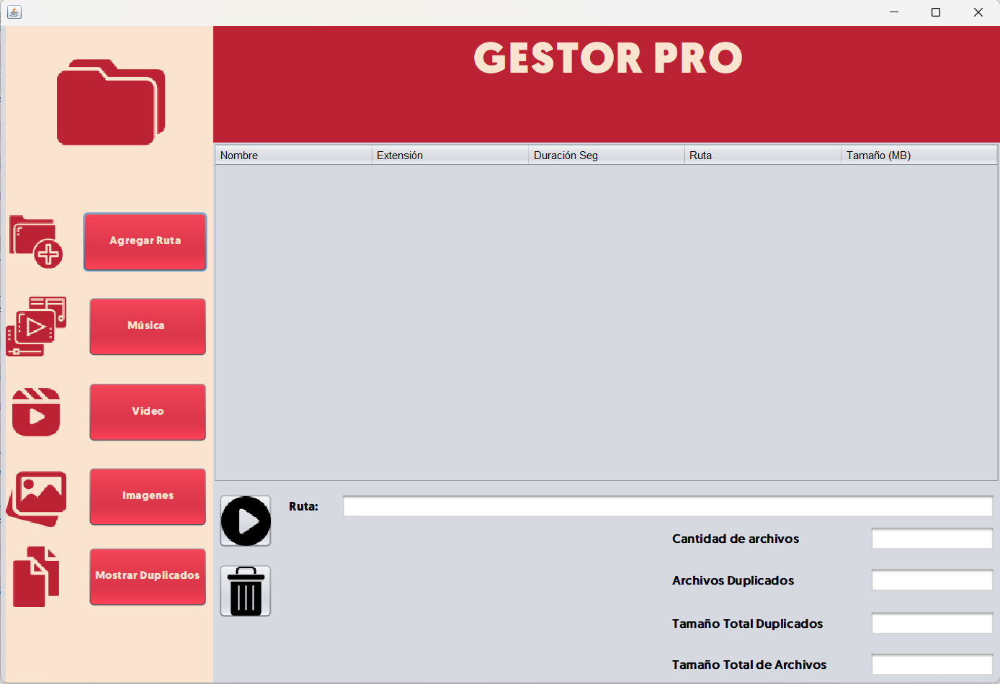 GESTOR PRO
Nombre Extensión Duración Seg Ruta Tamaño (MB)
Agregar Ruta
Música
Video
Imagenes
Mostrar Duplicados
Ruta:
Cantidad de archivos
Archivos Duplicados
Tamaño Total Duplicados
Tamaño Total de Archivos